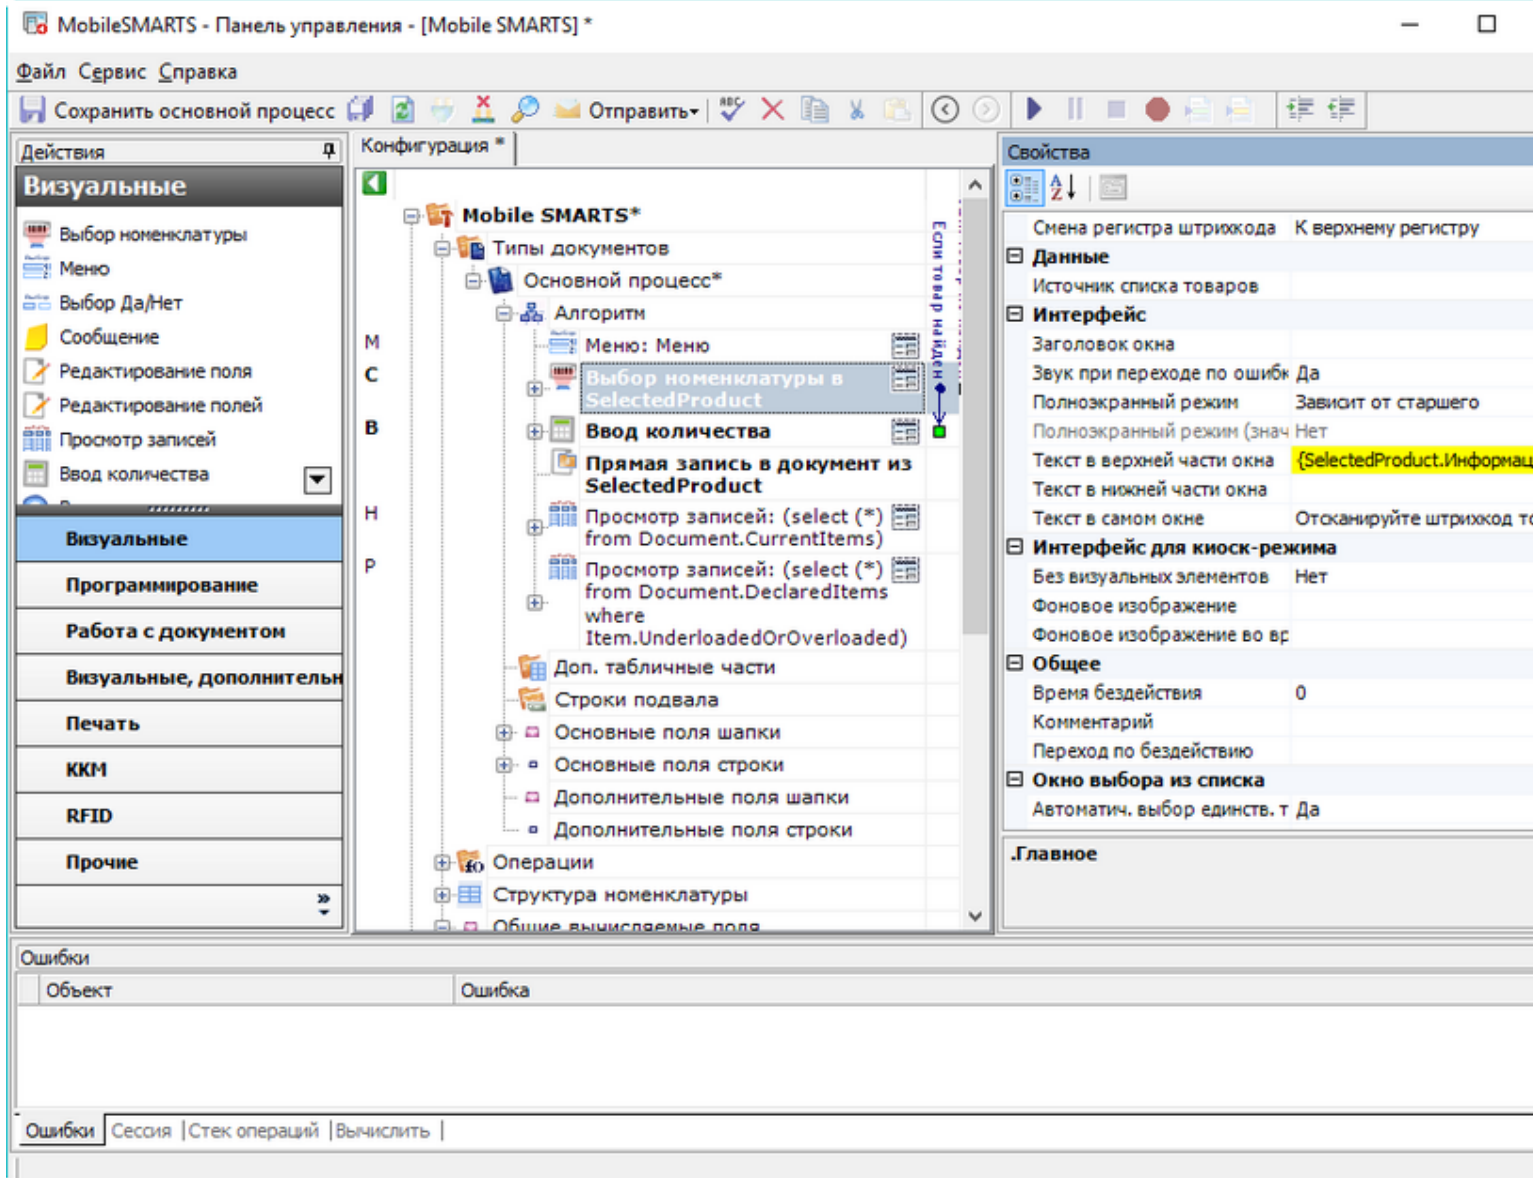 MobileSMARTS - Панель управления - [Mobile SMARTS] *
Файл Сервис Справка
Сохранить основной процесс Отправить
Действия
Визуальные
Выбор номенклатуры
Меню
Выбор Да/Нет
Сообщение
Редактирование поля
Редактирование полей
Просмотр записей
Ввод количества
Визуальные
Программирование
Работа с документом
Визуальные, дополнительн
Печать
ККМ
RFID
Прочие
Конфигурация *
Mobile SMARTS*
Типы документов
Основной процесс*
Алгоритм
М
Меню: Меню
С
Выбор номенклатуры в
SelectedProduct
В
Ввод количества
Прямая запись в документ из
SelectedProduct
Н
Просмотр записей: (select (*)
from Document.CurrentItems)
Р
Просмотр записей: (select (*)
from Document.DeclaredItems
where
Item.UnderloadedOrOverloaded)
Доп. табличные части
Строки подвала
Основные поля шапки
Основные поля строки
Дополнительные поля шапки
Дополнительные поля строки
Операции
Структура номенклатуры
Общие вычисляемые поля
Если товар найден
Свойства
Смена регистра штрихкода К верхнему регистру
Данные
Источник списка товаров
Интерфейс
Заголовок окна
Звук при переходе по ошибк Да
Полноэкранный режим Зависит от старшего
Полноэкранный режим (знач Нет
Текст в верхней части окна {SelectedProduct.Информац
Текст в нижней части окна
Текст в самом окне Отсканируйте штрихкод то
Интерфейс для киоск-режима
Без визуальных элементов Нет
Фоновое изображение
Фоновое изображение во вр
Общее
Время бездействия 0
Комментарий
Переход по бездействию
Окно выбора из списка
Автоматич. выбор единств. т Да
.Главное
Ошибки
Объект Ошибка
Ошибки Сессия Стек операций Вычислить